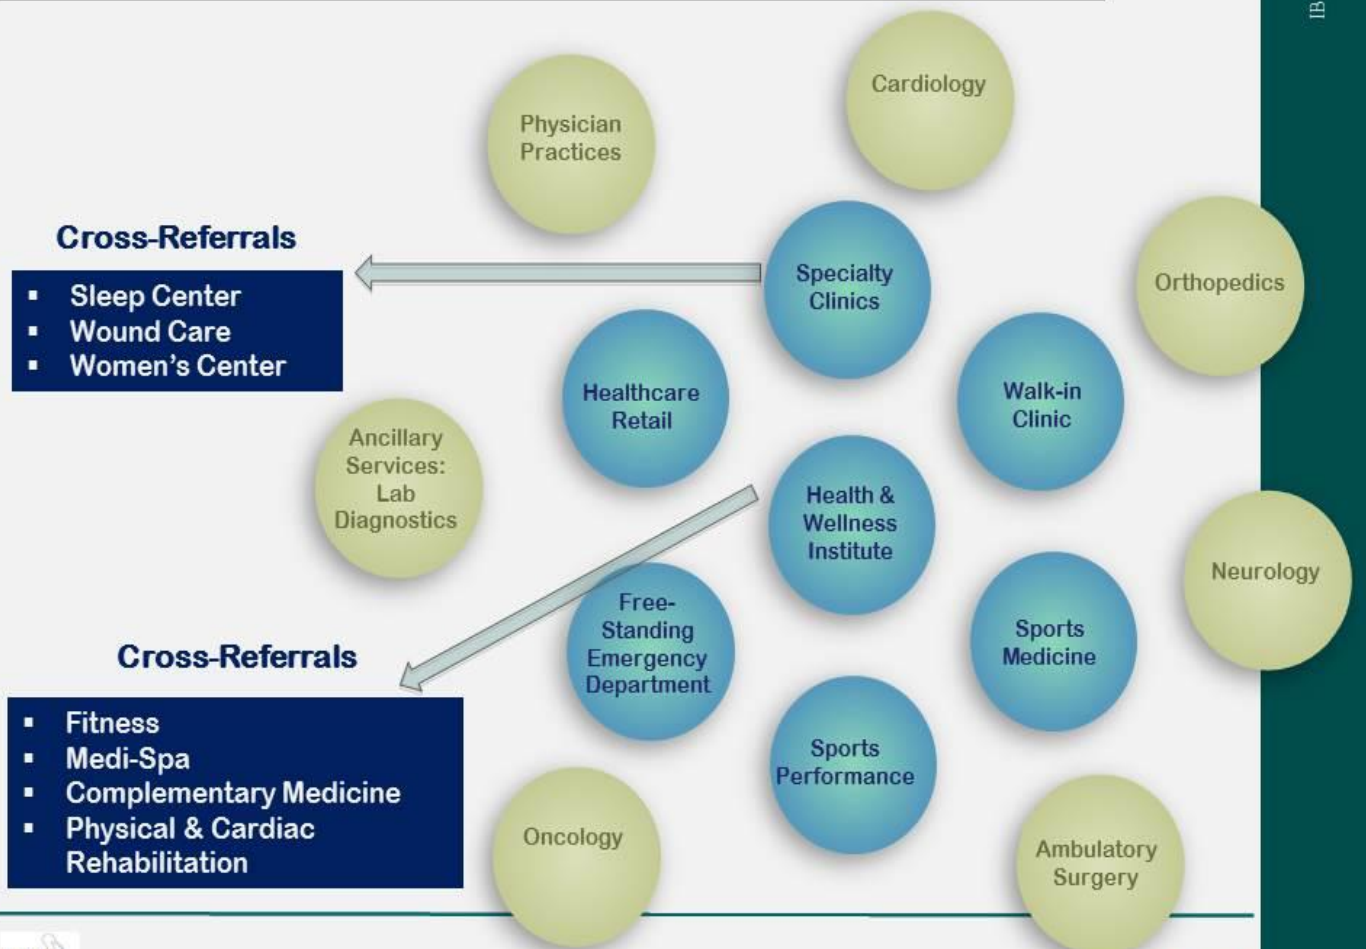 IB
Cardiology
Physician
Practices
Cross-Referrals
▪ Sleep Center
▪ Wound Care
▪ Women's Center
Specialty
Clinics
Orthopedics
Healthcare
Retail
Walk-in
Clinic
Ancillary
Services:
Lab
Diagnostics
Health &
Wellness
Institute
Neurology
Free-
Standing
Emergency
Department
Sports
Medicine
Cross-Referrals
▪ Fitness
▪ Medi-Spa
▪ Complementary Medicine
▪ Physical & Cardiac
Rehabilitation
Sports
Performance
Oncology
Ambulatory
Surgery